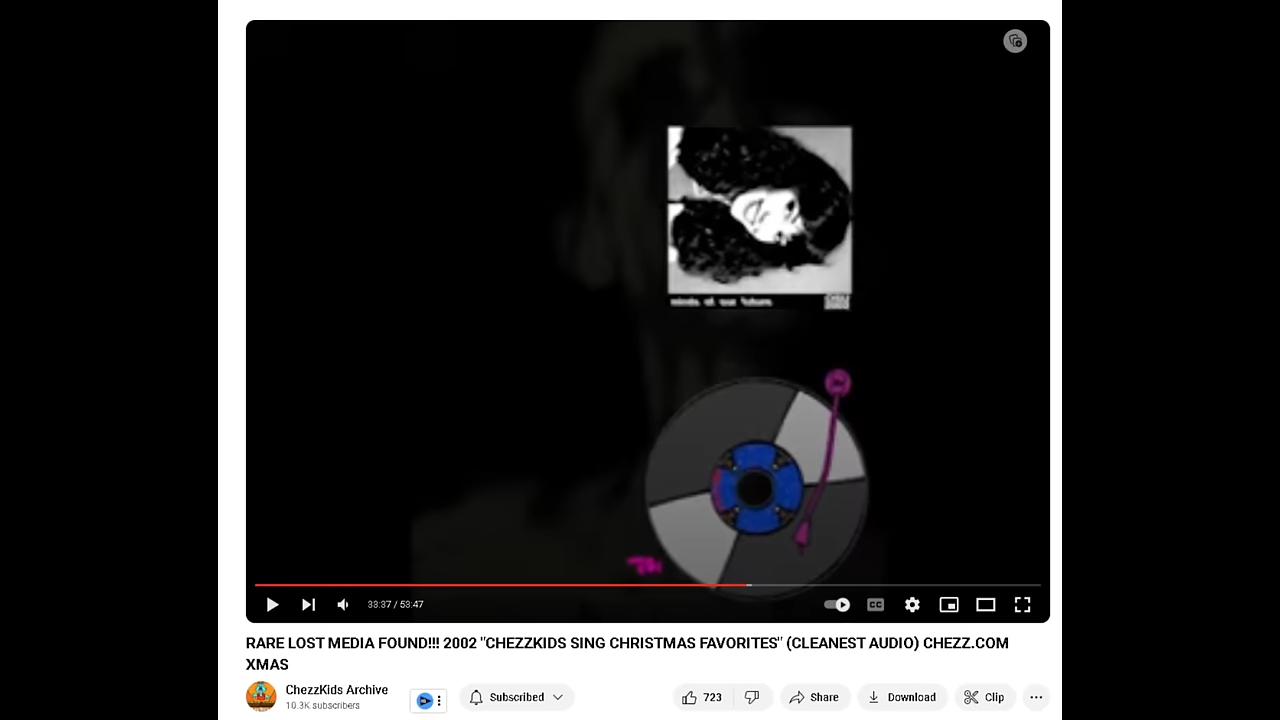 minds of our future
33:37 / 53:47
CC
RARE LOST MEDIA FOUND!!! 2002 "CHEZZKIDS SING CHRISTMAS FAVORITES" (CLEANEST AUDIO) CHEZZ.COM
XMAS
ChezzKids Archive
10.3K subscribers
Subscribed
723
Share
Download
Clip